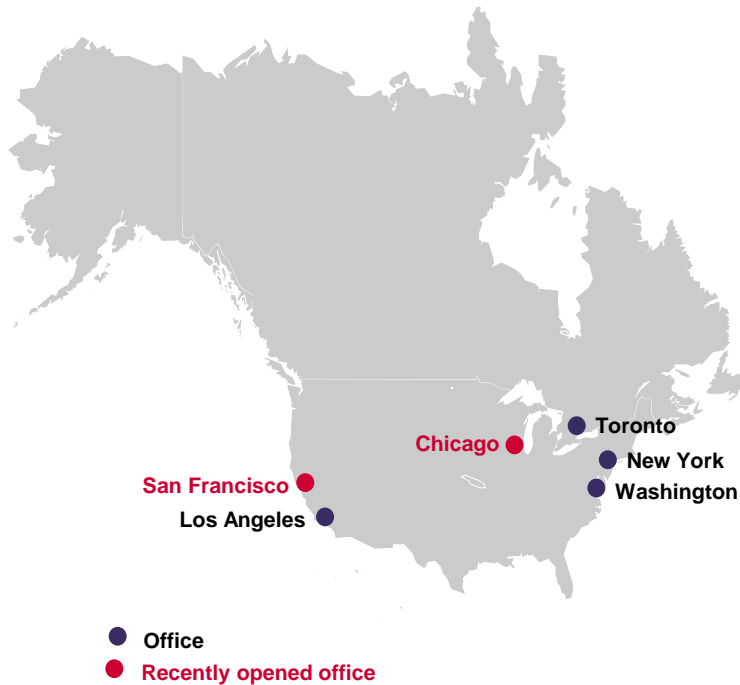 Toronto
Chicago
New York
San Francisco
Washington
Los Angeles
Office
Recently opened office